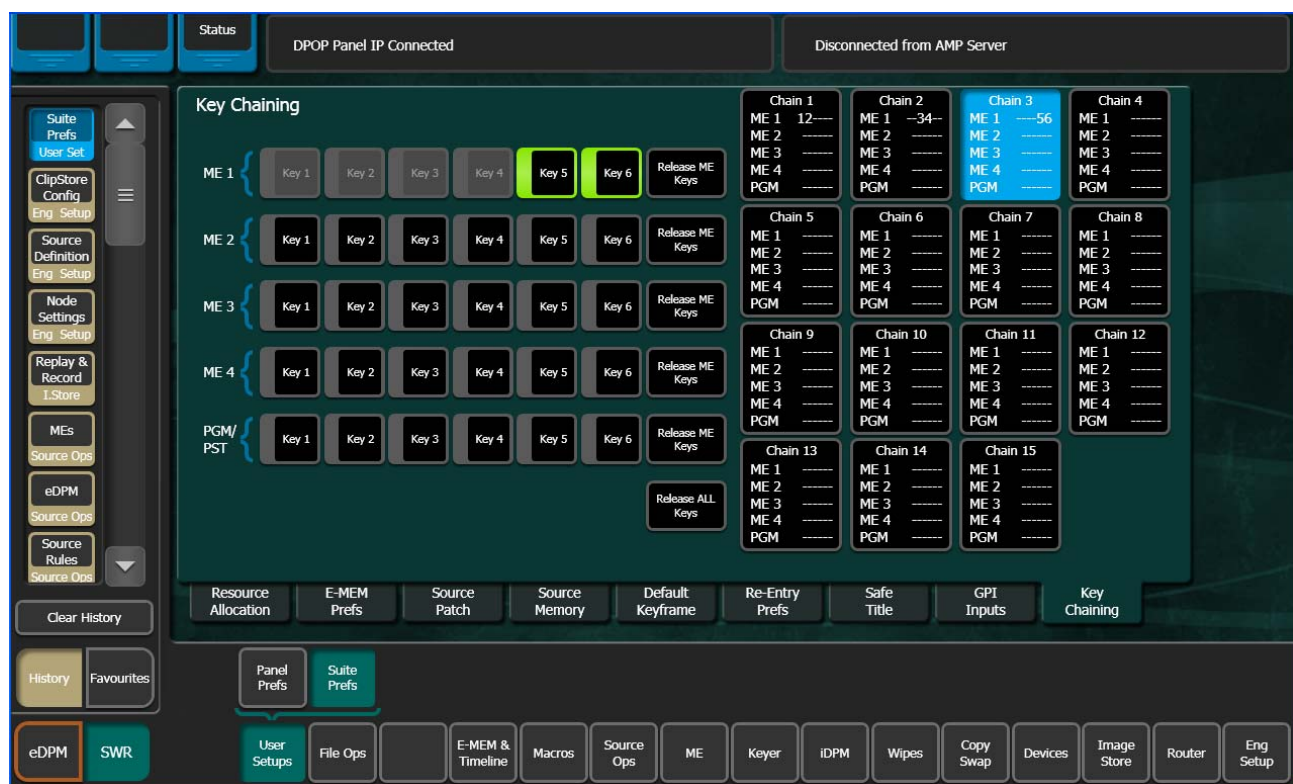 Status
DPOP Panel IP Connected
Disconnected from AMP Server
Suite
Prefs
User Set
ClipStore
Config
Eng Setup
Source
Definition
Eng Setup
Node
Settings
Eng Setup
Replay &
Record
I.Store
MEs
Source Ops
eDPM
Source Ops
Source
Rules
Source Ops
Clear History
History
Favourites
Key Chaining
ME 1 Key 1 Key 2 Key 3 Key 4 Key 5 Key 6 Release ME
Keys
ME 2 Key 1 Key 2 Key 3 Key 4 Key 5 Key 6 Release ME
Keys
ME 3 Key 1 Key 2 Key 3 Key 4 Key 5 Key 6 Release ME
Keys
ME 4 Key 1 Key 2 Key 3 Key 4 Key 5 Key 6 Release ME
Keys
PGM/
PST Key 1 Key 2 Key 3 Key 4 Key 5 Key 6 Release ME
Keys
Release ALL
Keys
Chain 1
ME 1 12----
ME 2 ------
ME 3 ------
ME 4 ------
PGM ------
Chain 2
ME 1 --34--
ME 2 ------
ME 3 ------
ME 4 ------
PGM ------
Chain 3
ME 1 ----56
ME 2 ------
ME 3 ------
ME 4 ------
PGM ------
Chain 4
ME 1 ------
ME 2 ------
ME 3 ------
ME 4 ------
PGM ------
Chain 5
ME 1 ------
ME 2 ------
ME 3 ------
ME 4 ------
PGM ------
Chain 6
ME 1 ------
ME 2 ------
ME 3 ------
ME 4 ------
PGM ------
Chain 7
ME 1 ------
ME 2 ------
ME 3 ------
ME 4 ------
PGM ------
Chain 8
ME 1 ------
ME 2 ------
ME 3 ------
ME 4 ------
PGM ------
Chain 9
ME 1 ------
ME 2 ------
ME 3 ------
ME 4 ------
PGM ------
Chain 10
ME 1 ------
ME 2 ------
ME 3 ------
ME 4 ------
PGM ------
Chain 11
ME 1 ------
ME 2 ------
ME 3 ------
ME 4 ------
PGM ------
Chain 12
ME 1 ------
ME 2 ------
ME 3 ------
ME 4 ------
PGM ------
Chain 13
ME 1 ------
ME 2 ------
ME 3 ------
ME 4 ------
PGM ------
Chain 14
ME 1 ------
ME 2 ------
ME 3 ------
ME 4 ------
PGM ------
Chain 15
ME 1 ------
ME 2 ------
ME 3 ------
ME 4 ------
PGM ------
Resource
Allocation
E-MEM
Prefs
Source
Patch
Source
Memory
Default
Keyframe
Re-Entry
Prefs
Safe
Title
GPI
Inputs
Key
Chaining
Panel
Prefs
Suite
Prefs
eDPM
SWR
User
Setups
File Ops
E-MEM &
Timeline
Macros
Source
Ops
ME
Keyer
iDPM
Wipes
Copy
Swap
Devices
Image
Store
Router
Eng
Setup